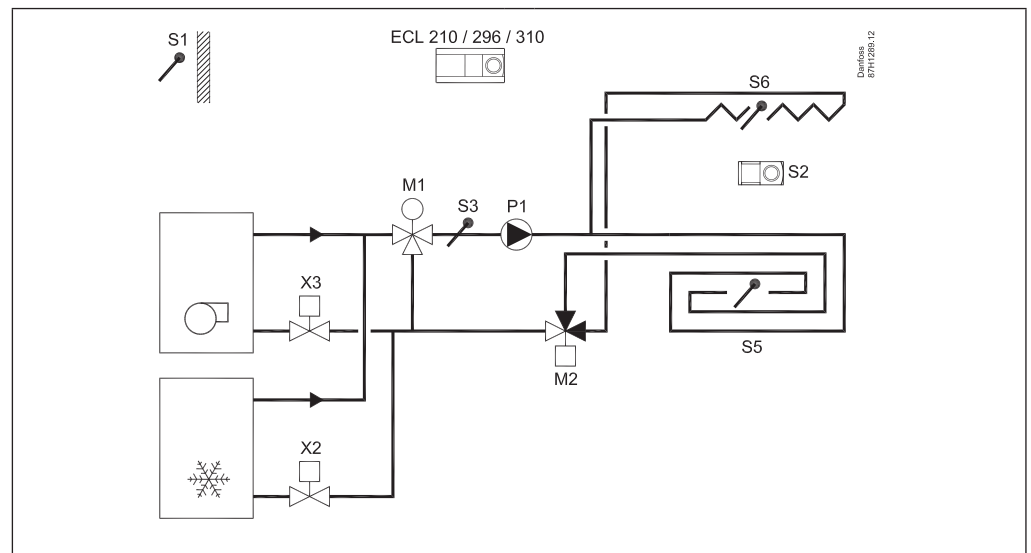 S1
ECL 210 / 296 / 310
Danfoss
87H1289.12
S6
S2
M1
S3
P1
X3
S5
M2
X2